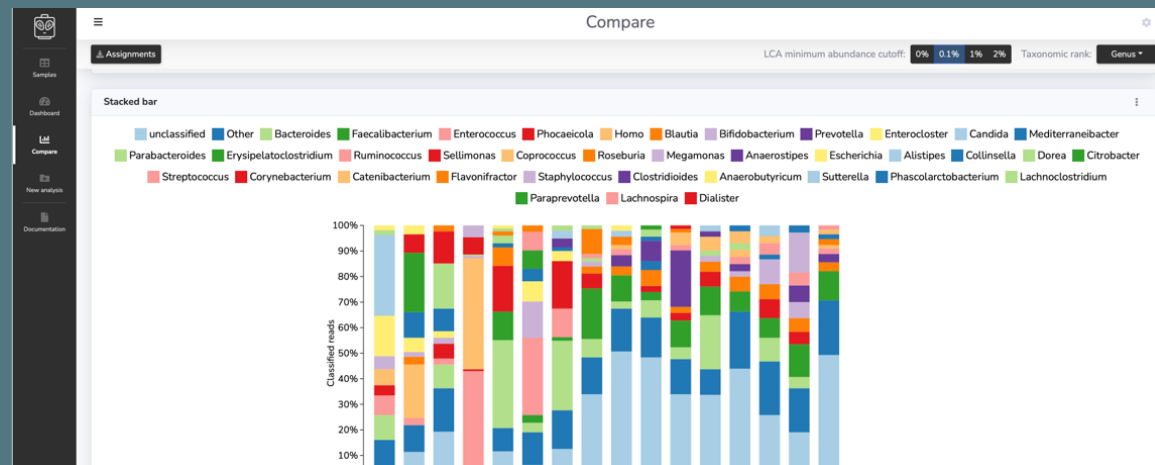 Compare
Assignments
LCA minimum abundance cutoff: 0% 0.1% 1% 2% Taxonomic rank: Genus
Samples
Dashboard
Compare
New analysis
Documentation
Stacked bar
unclassified Other Bacteroides Faecalibacterium Enterococcus Phocaeicola Homo Blautia Bifidobacterium Prevotella Enterocloster Candida Mediterraneibacter
Parabacteroides Erysipelatoclostridium Ruminococcus Sellimonas Coprococcus Roseburia Megamonas Anaerostipes Escherichia Alistipes Collinsella Dorea Citrobacter
Streptococcus Corynebacterium Catenibacterium Flavonifractor Staphylococcus Clostridioides Anaerobutyricum Sutterella Phascolarctobacterium Lachnoclostridium
Paraprevotella Lachnospira Dialister
100%
90%
80%
70%
60%
50%
40%
30%
20%
10%
Classified reads